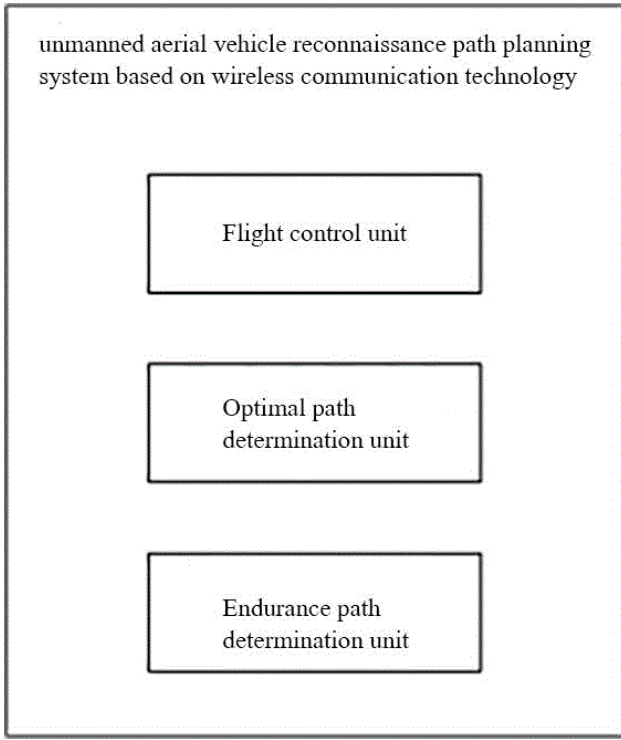 unmanned aerial vehicle reconnaissance path planning
system based on wireless communication technology
Flight control unit
Optimal path
determination unit
Endurance path
determination unit